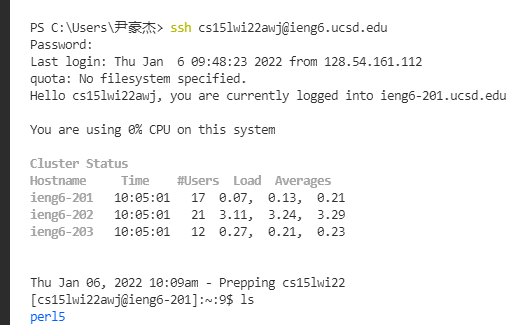 PS C:\Users\尹豪杰> ssh cs15lwi22awj@ieng6.ucsd.edu
Password:
Last login: Thu Jan  6 09:48:23 2022 from 128.54.161.112
quota: No filesystem specified.
Hello cs15lwi22awj, you are currently logged into ieng6-201.ucsd.edu
You are using 0% CPU on this system
Cluster Status
Hostname     Time    #Users  Load  Averages
ieng6-201   10:05:01   17  0.07,  0.13,  0.21
ieng6-202   10:05:01   21  3.11,  3.24,  3.29
ieng6-203   10:05:01   12  0.27,  0.21,  0.23
Thu Jan 06, 2022 10:09am - Prepping cs15lwi22
[cs15lwi22awj@ieng6-201]:~:9$ ls
perl5